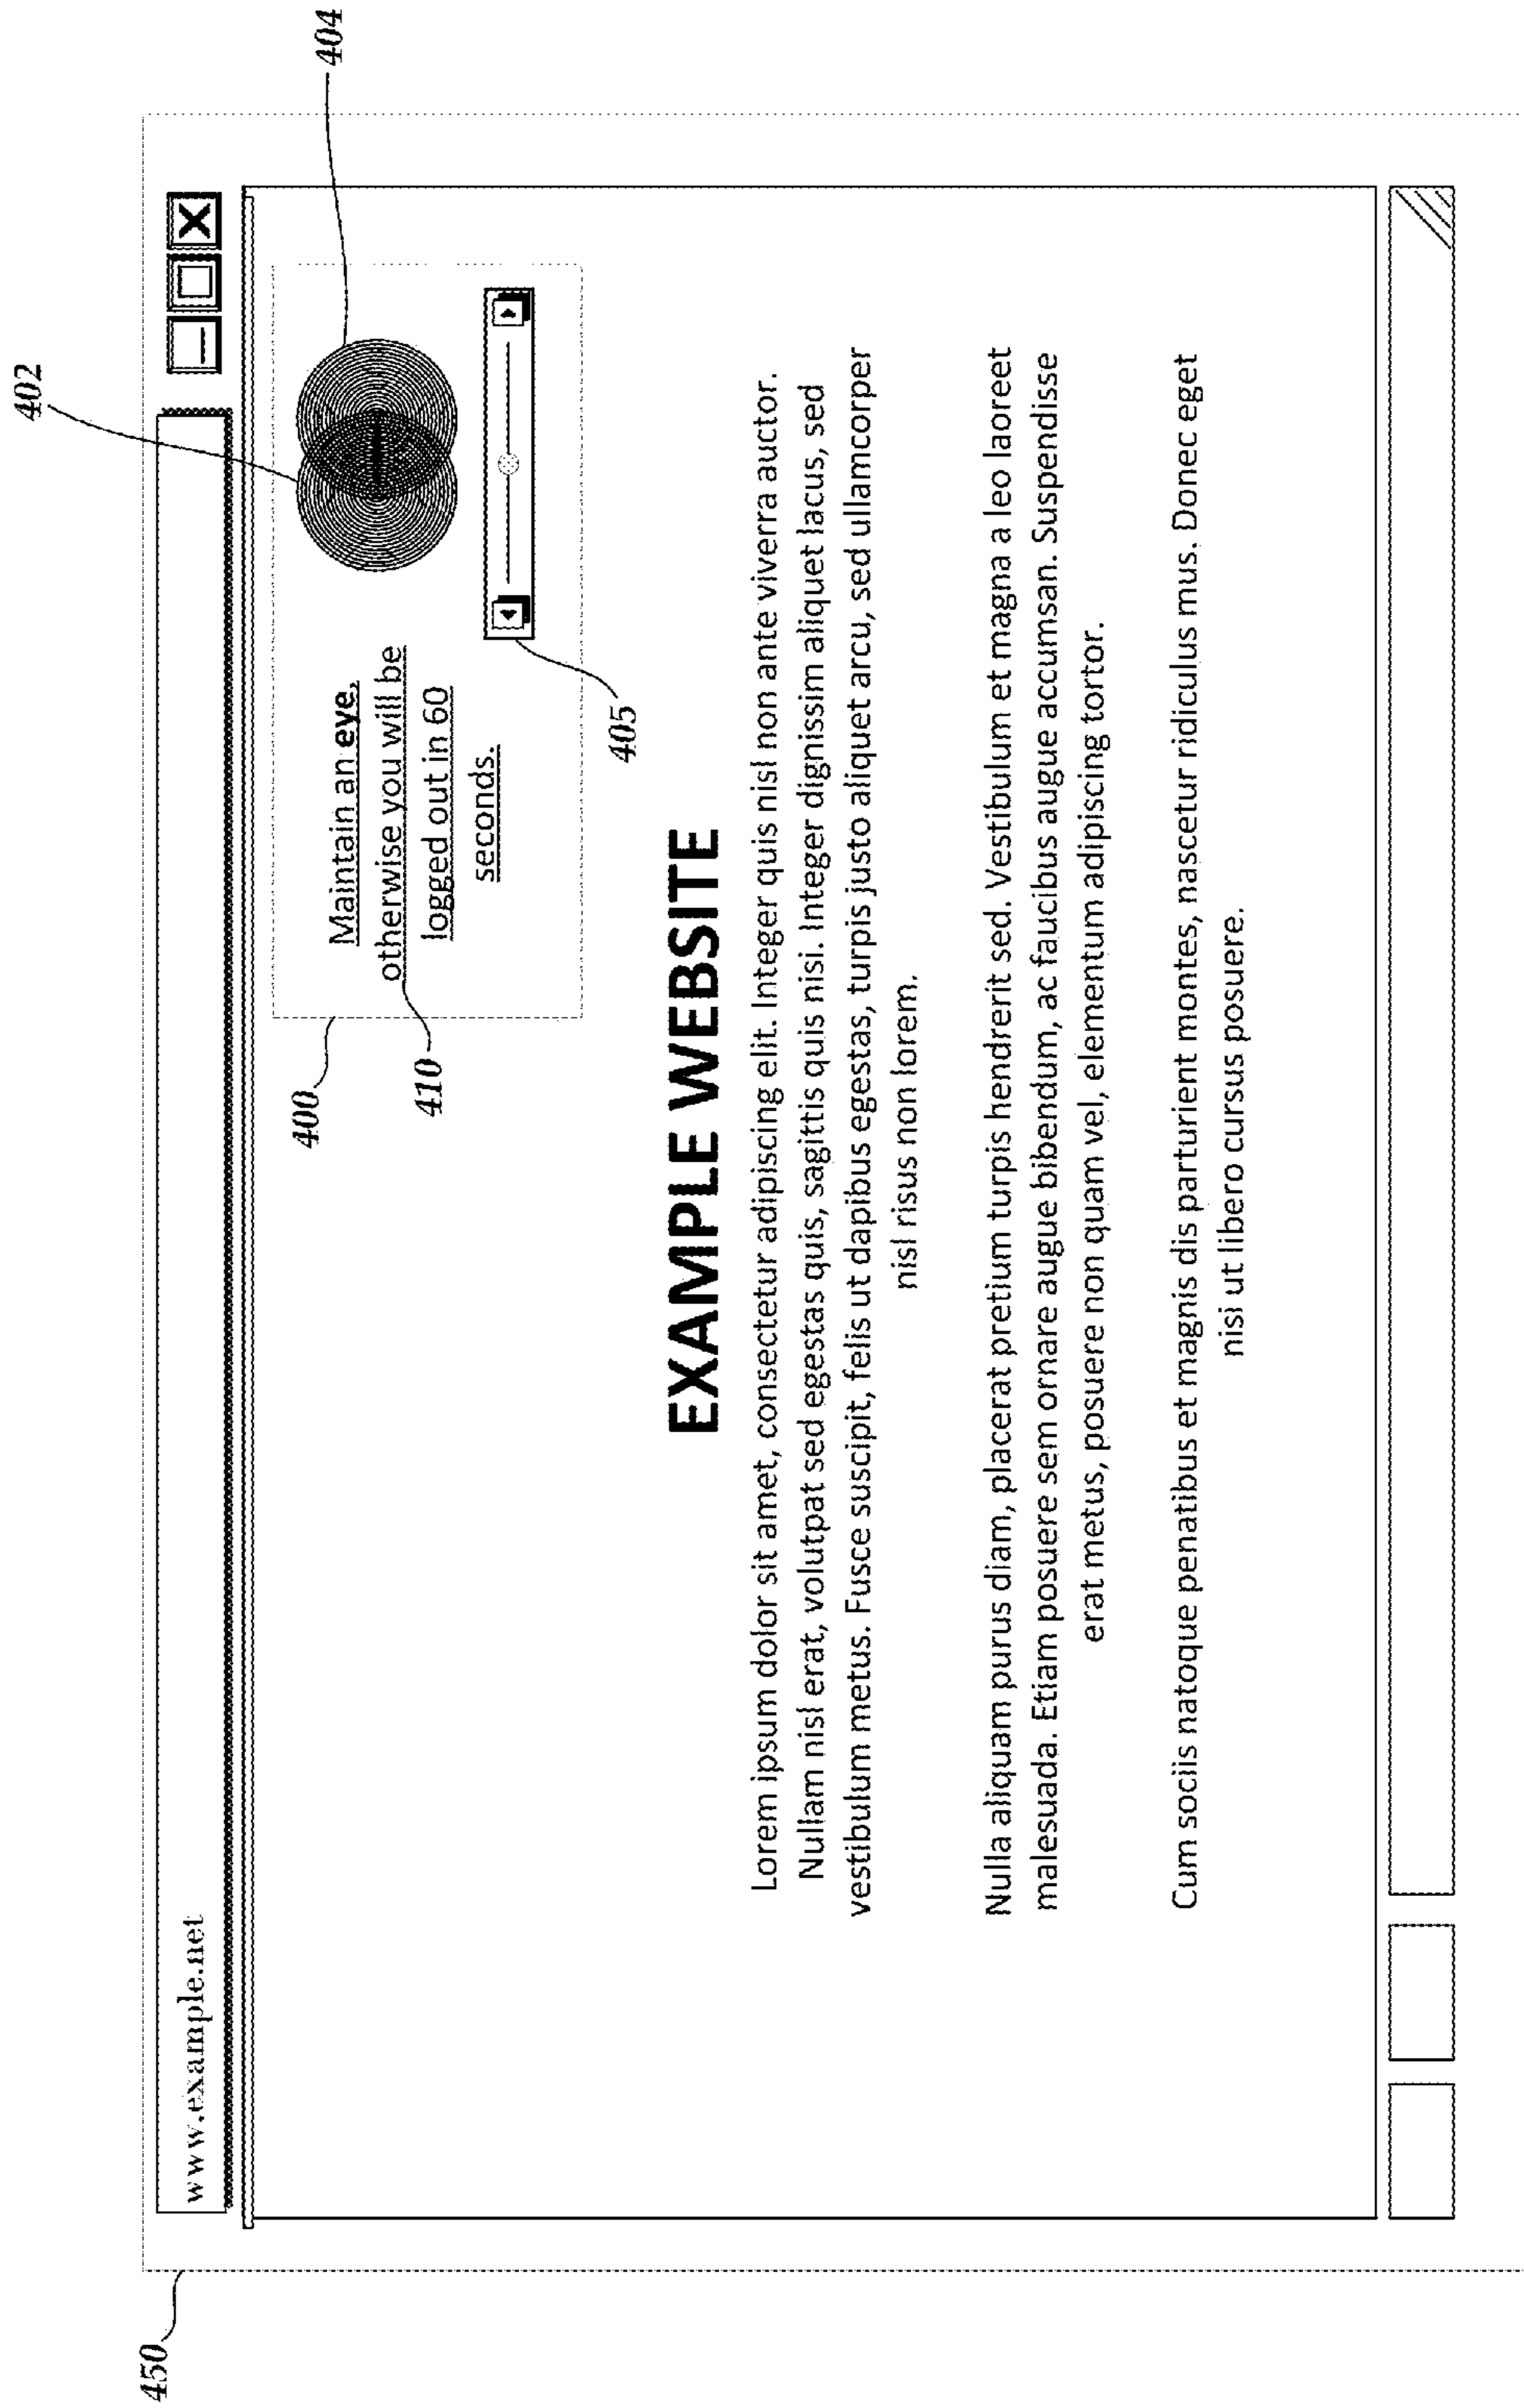 450
www.example.net
402
404
400
410
Maintain an eye,
otherwise you will be
logged out in 60
seconds.
405
EXAMPLE WEBSITE
Lorem ipsum dolor sit amet, consectetur adipiscing elit. Integer quis nisl non ante viverra auctor.
Nullam nisl erat, volutpat sed egestas quis, sagittis quis nisi. Integer dignissim aliquet lacus, sed
vestibulum metus. Fusce suscipit, felis ut dapibus egestas, turpis justo aliquet arcu, sed ullamcorper
nisl risus non lorem.
Nulla aliquam purus diam, placerat pretium turpis hendrerit sed. Vestibulum et magna a leo laoreet
malesuada. Etiam posuere sem ornare augue bibendum, ac faucibus augue accumsan. Suspendisse
erat metus, posuere non quam vel, elementum adipiscing tortor.
Cum sociis natoque penatibus et magnis dis parturient montes, nascetur ridiculus mus. Donec eget
nisi ut libero cursus posuere.